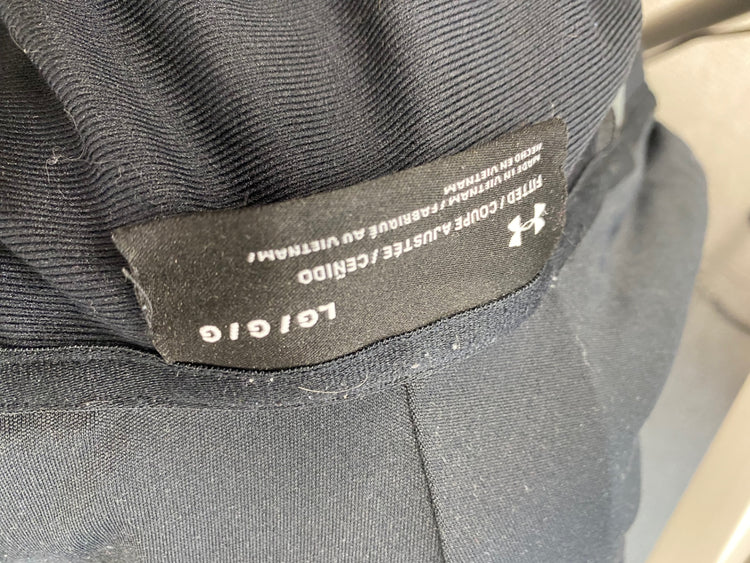 LG / G / G
FITTED / COUPE AJUSTÉE / CEÑIDO
MADE IN VIETNAM / FABRIQUÉ AU VIETNAM /
HECHO EN VIETNAM